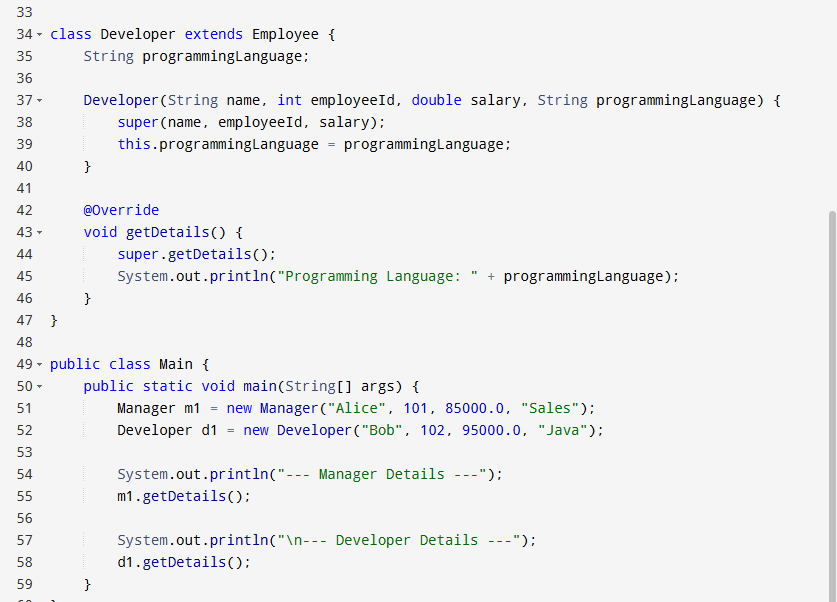 33
34 class Developer extends Employee {
35     String programmingLanguage;
36
37     Developer(String name, int employeeId, double salary, String programmingLanguage) {
38         super(name, employeeId, salary);
39         this.programmingLanguage = programmingLanguage;
40     }
41
42     @Override
43     void getDetails() {
44         super.getDetails();
45         System.out.println("Programming Language: " + programmingLanguage);
46     }
47 }
48
49 public class Main {
50     public static void main(String[] args) {
51         Manager m1 = new Manager("Alice", 101, 85000.0, "Sales");
52         Developer d1 = new Developer("Bob", 102, 95000.0, "Java");
53
54         System.out.println("--- Manager Details ---");
55         m1.getDetails();
56
57         System.out.println("\n--- Developer Details ---");
58         d1.getDetails();
59     }